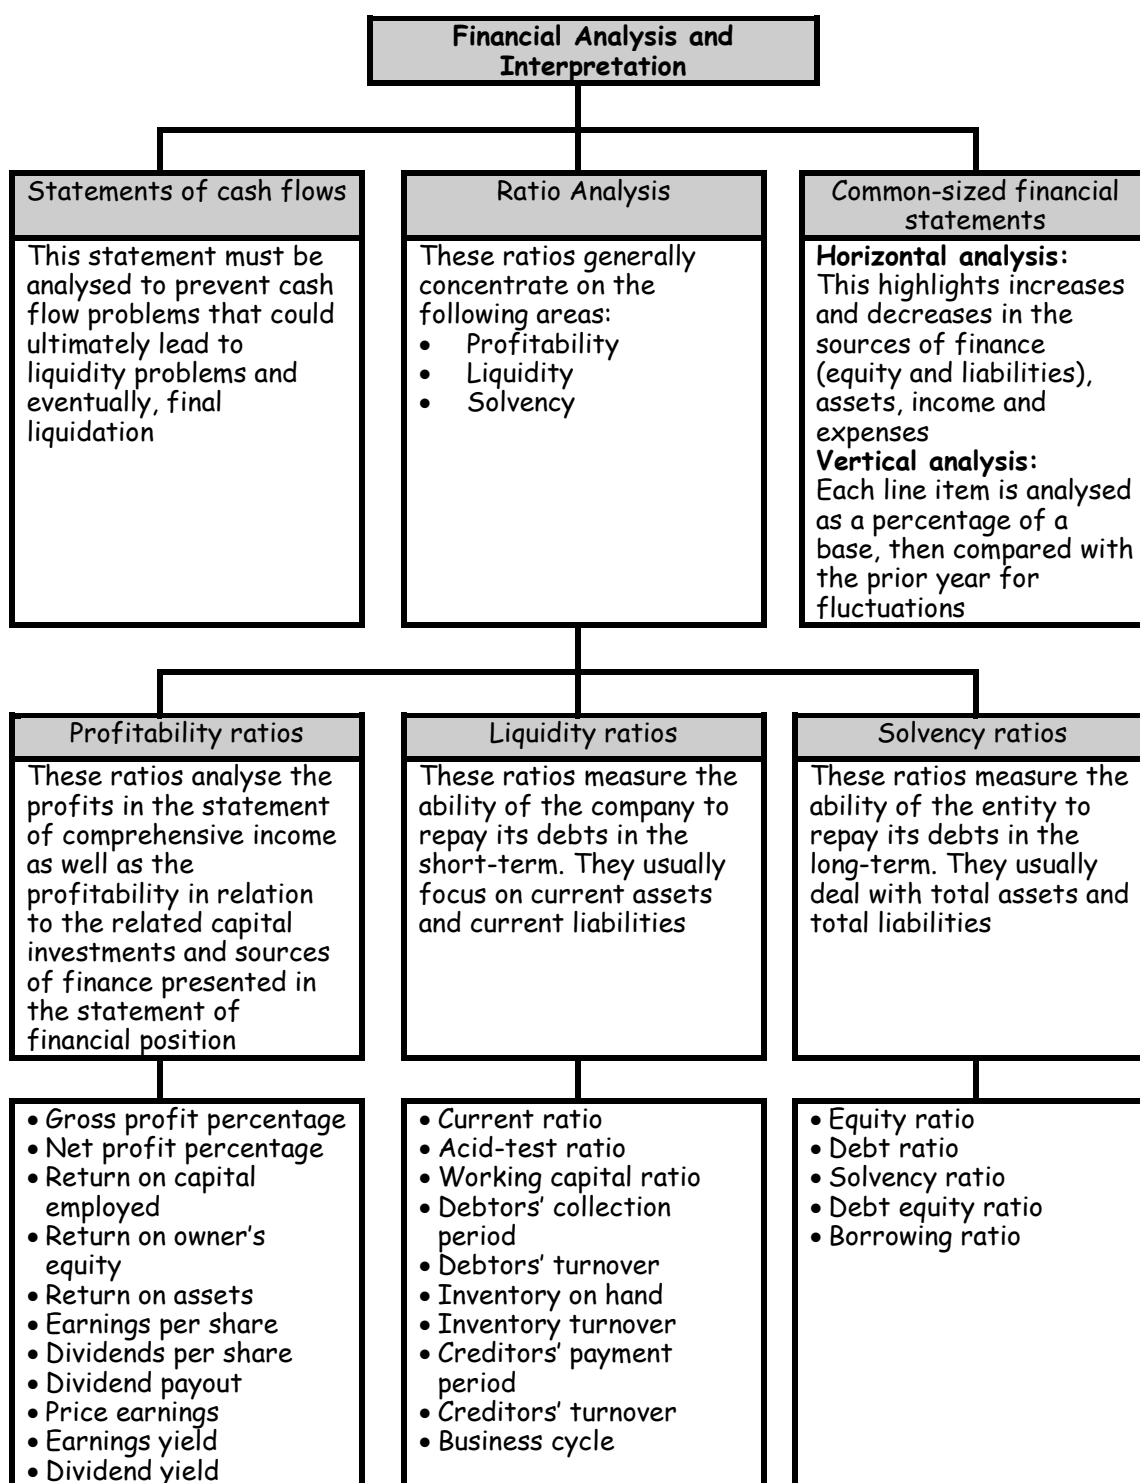 Financial Analysis and
Interpretation
Statements of cash flows
This statement must be
analysed to prevent cash
flow problems that could
ultimately lead to
liquidity problems and
eventually, final
liquidation
Ratio Analysis
These ratios generally
concentrate on the
following areas:
• Profitability
• Liquidity
• Solvency
Common-sized financial
statements
Horizontal analysis:
This highlights increases
and decreases in the
sources of finance
(equity and liabilities),
assets, income and
expenses
Vertical analysis:
Each line item is analysed
as a percentage of a
base, then compared with
the prior year for
fluctuations
Profitability ratios
These ratios analyse the
profits in the statement
of comprehensive income
as well as the
profitability in relation
to the related capital
investments and sources
of finance presented in
the statement of
financial position
Liquidity ratios
These ratios measure the
ability of the company to
repay its debts in the
short-term. They usually
focus on current assets
and current liabilities
Solvency ratios
These ratios measure the
ability of the entity to
repay its debts in the
long-term. They usually
deal with total assets and
total liabilities
• Gross profit percentage
• Net profit percentage
• Return on capital
employed
• Return on owner's
equity
• Return on assets
• Earnings per share
• Dividends per share
• Dividend payout
• Price earnings
• Earnings yield
• Dividend yield
• Current ratio
• Acid-test ratio
• Working capital ratio
• Debtors' collection
period
• Debtors' turnover
• Inventory on hand
• Inventory turnover
• Creditors' payment
period
• Creditors' turnover
• Business cycle
• Equity ratio
• Debt ratio
• Solvency ratio
• Debt equity ratio
• Borrowing ratio